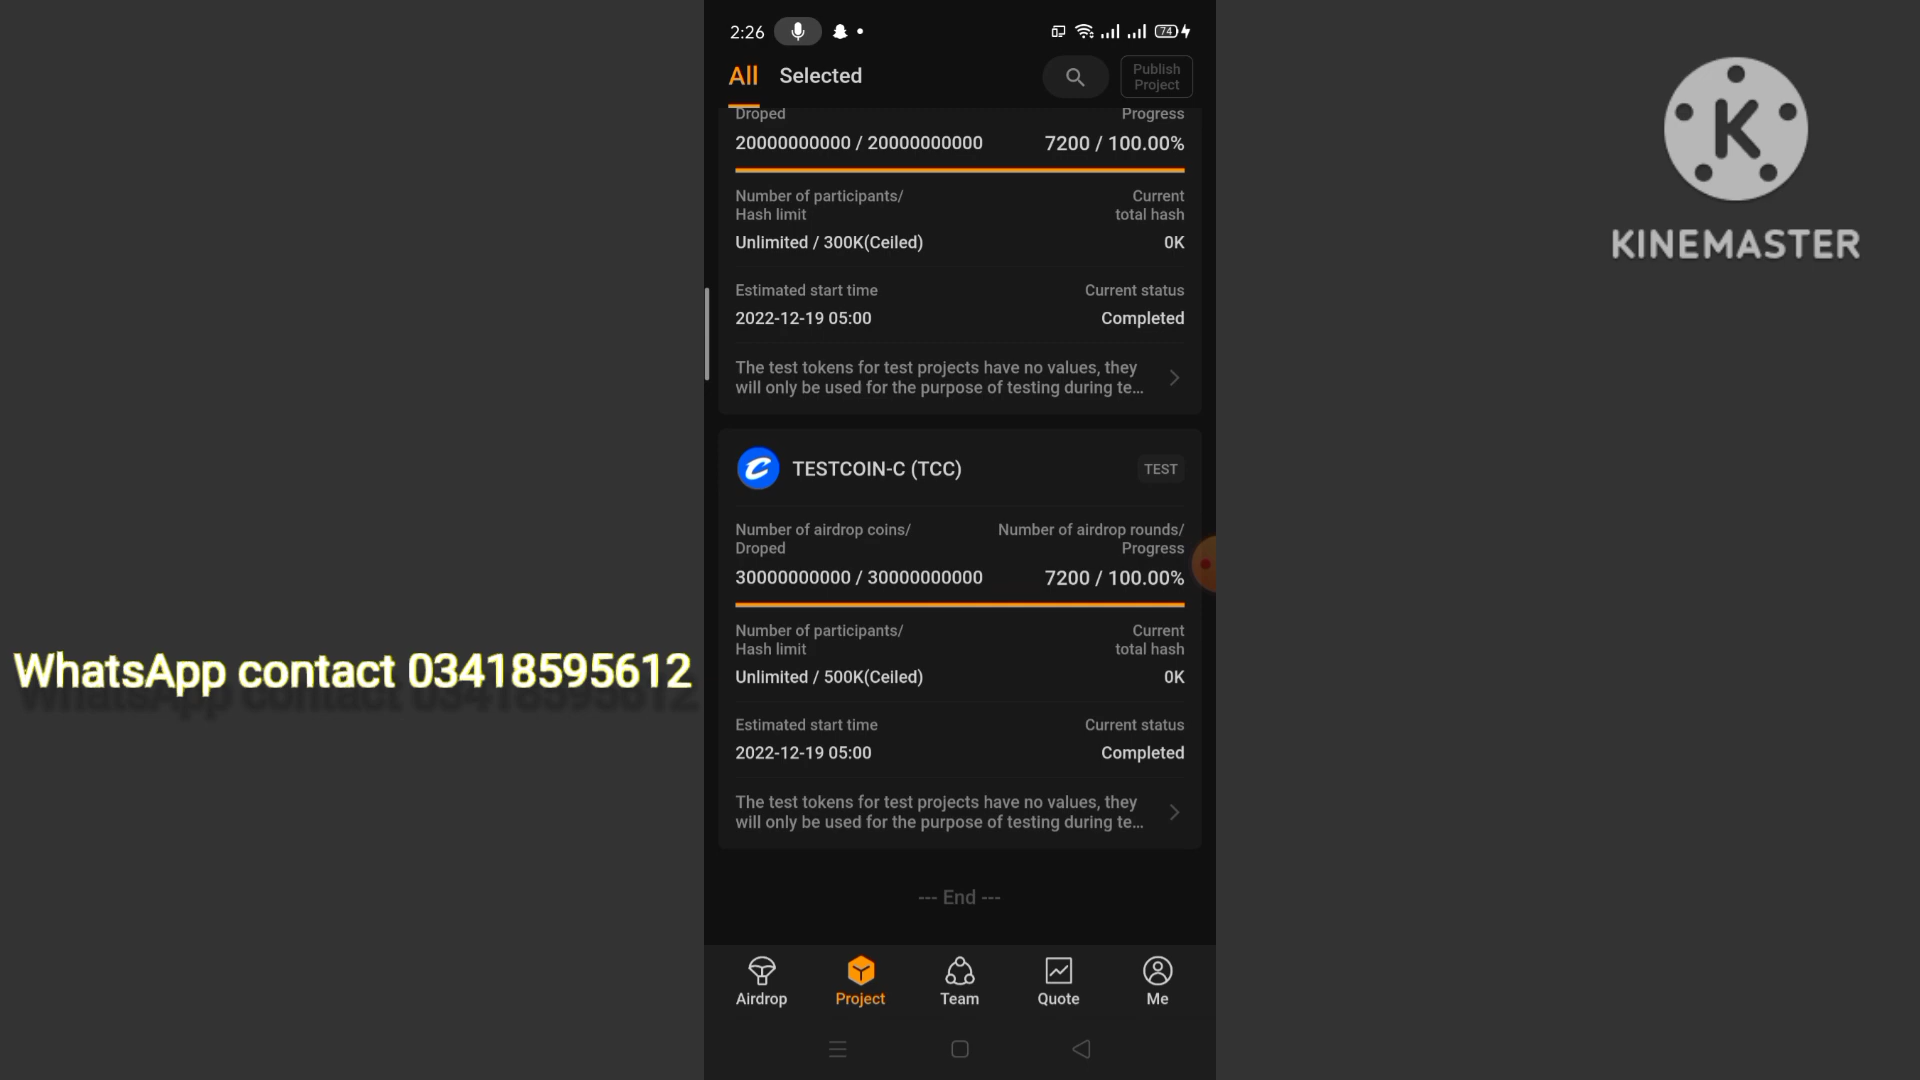 2:26
74
All Selected
Publish
Project
Droped Progress
20000000000 / 20000000000 7200 / 100.00%
Number of participants/ Current
Hash limit total hash
Unlimited / 300K(Ceiled) 0K
Estimated start time Current status
2022-12-19 05:00 Completed
The test tokens for test projects have no values, they
will only be used for the purpose of testing during te...
TESTCOIN-C (TCC) TEST
Number of airdrop coins/ Number of airdrop rounds/
Droped Progress
30000000000 / 30000000000 7200 / 100.00%
Number of participants/ Current
Hash limit total hash
Unlimited / 500K(Ceiled) 0K
Estimated start time Current status
2022-12-19 05:00 Completed
The test tokens for test projects have no values, they
will only be used for the purpose of testing during te...
--- End ---
Airdrop Project Team Quote Me
WhatsApp contact 03418595612
K
KINEMASTER